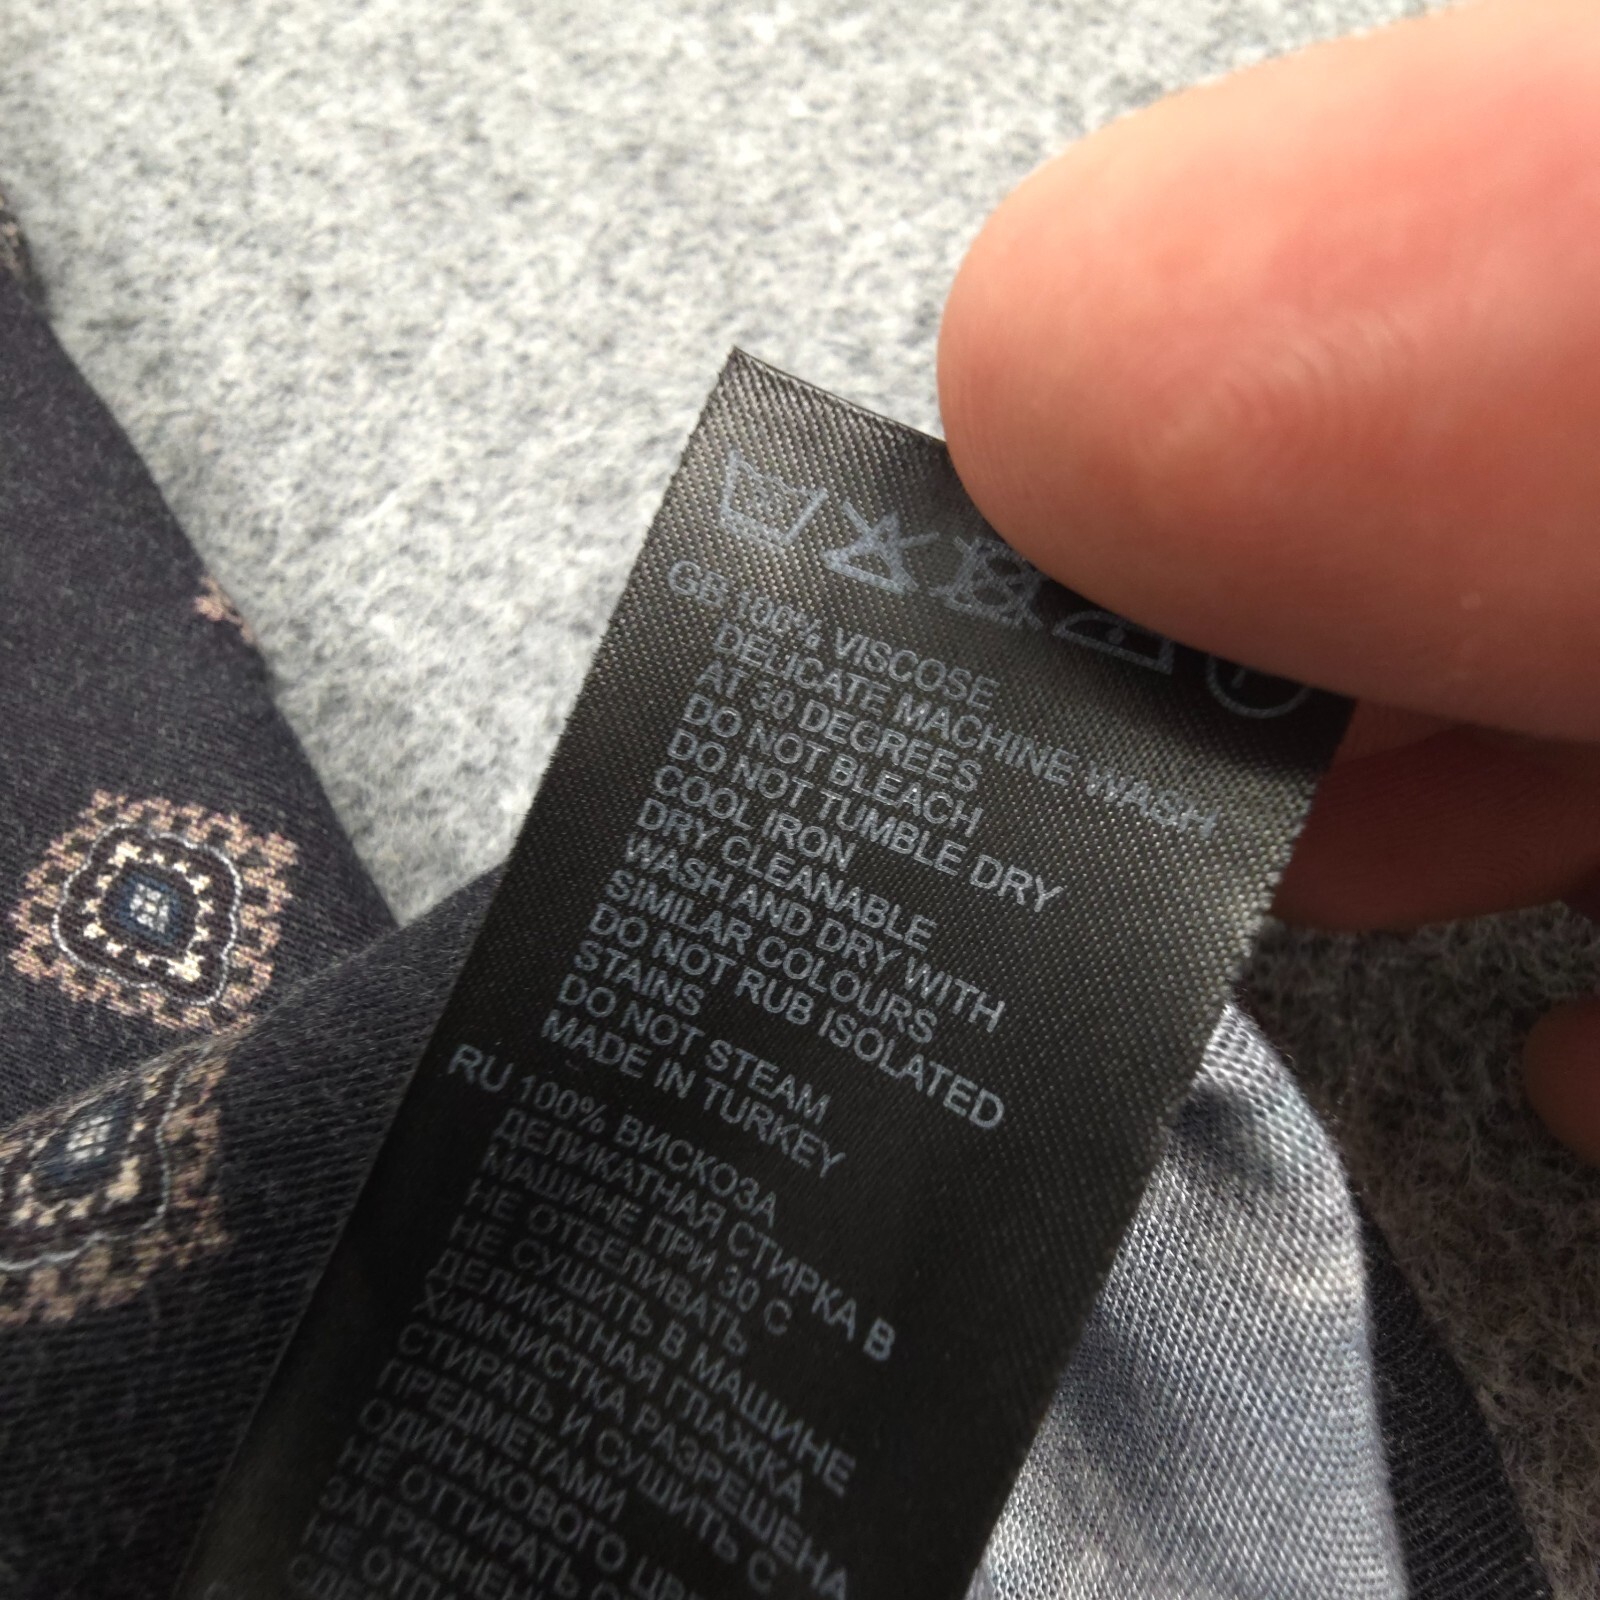 GB 100% VISCOSE
DELICATE MACHINE WASH
AT 30 DEGREES
DO NOT BLEACH
DO NOT TUMBLE DRY
COOL IRON
DRY CLEANABLE
WASH AND DRY WITH
SIMILAR COLOURS
DO NOT RUB ISOLATED
STAINS
DO NOT STEAM
MADE IN TURKEY
RU 100% ВИСКОЗА
ДЕЛИКАТНАЯ СТИРКА В
МАШИНЕ ПРИ 30 С
НЕ ОТБЕЛИВАТЬ
НЕ СУШИТЬ В МАШИНЕ
ДЕЛИКАТНАЯ ГЛАЖКА
ХИМЧИСТКА РАЗРЕШЕНА
СТИРАТЬ И СУШИТЬ С
ПРЕДМЕТАМИ
ОДИНАКОВОГО
НЕ ОТТИРАТЬ
НЕ